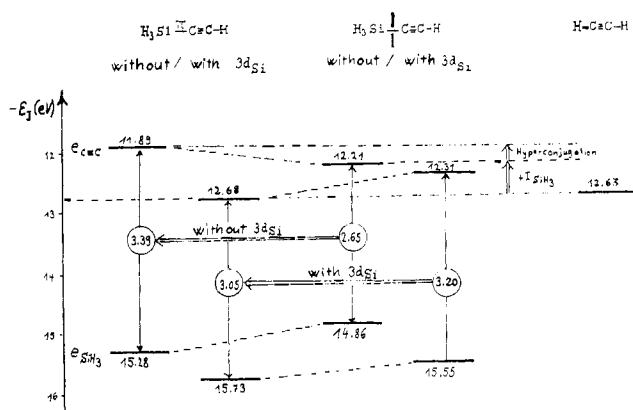 H₃Si II C≡C-H
H₃Si C≡C-H
H-C≡C-H
without / with 3dSi
without / with 3dSi
-εJ (eV)
eC≡C
11.89
12
12.21
12.31
Hyperconjugation
+I SiH₃
12.68
12.63
13
without 3dSi
3.39
2.65
14
with 3dSi
3.05
3.20
15
14.86
eSiH₃
15.28
15.73
15.55
16